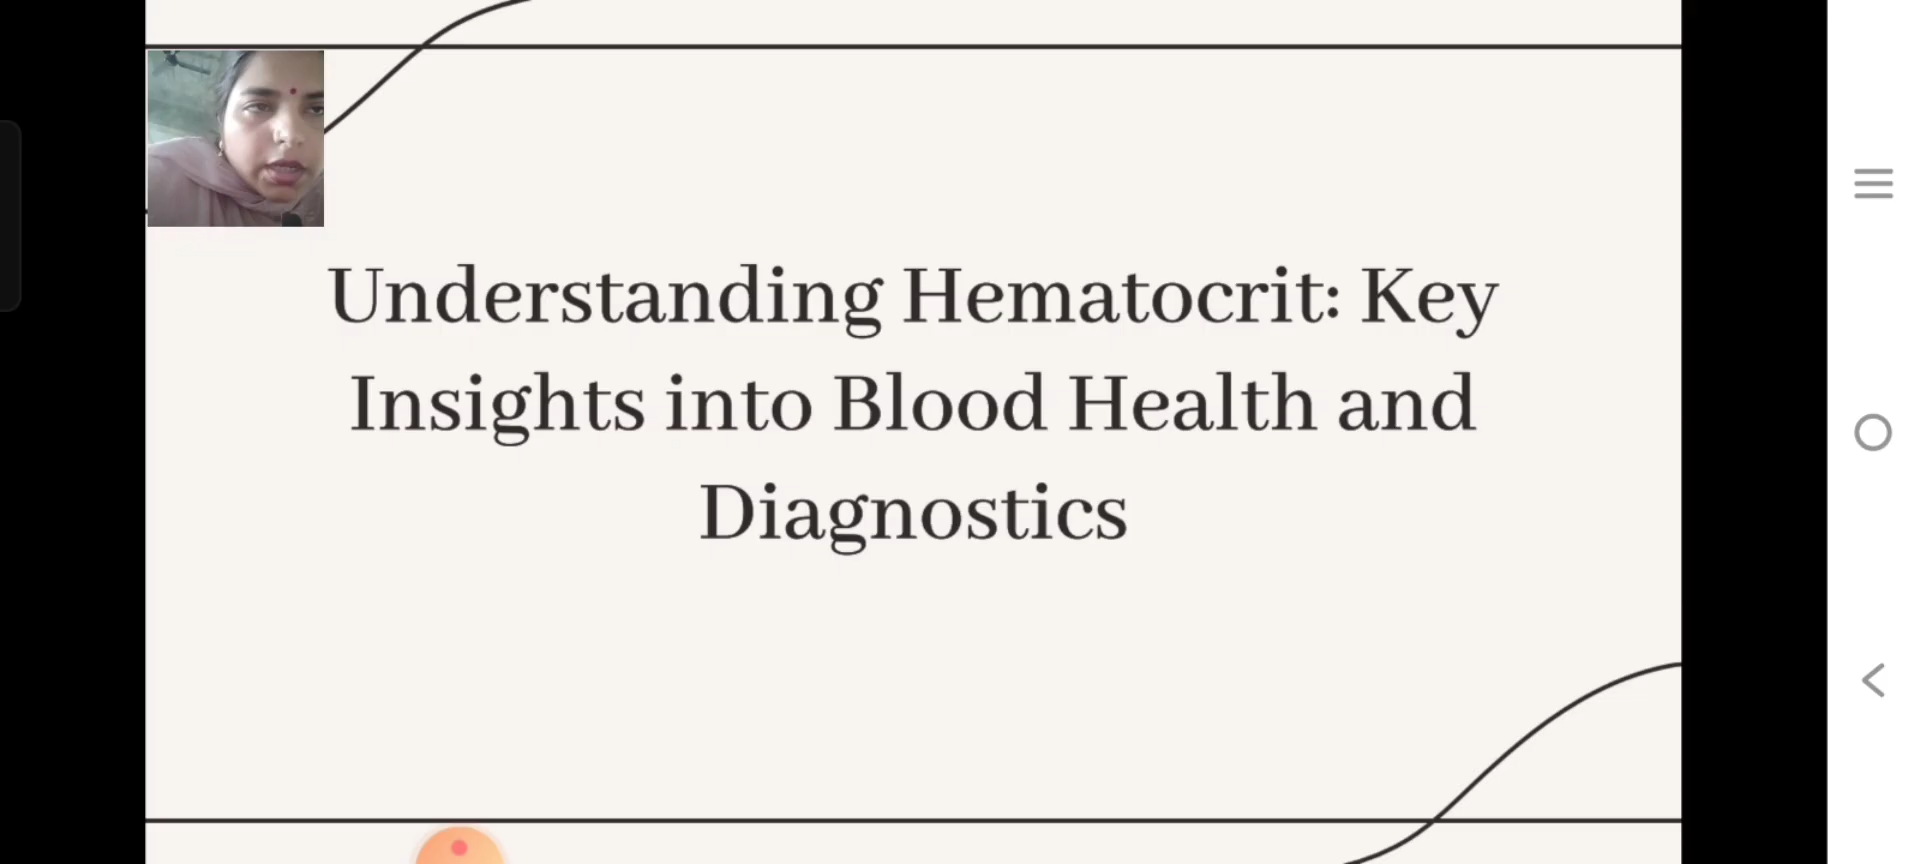 Understanding Hematocrit: Key
Insights into Blood Health and
Diagnostics